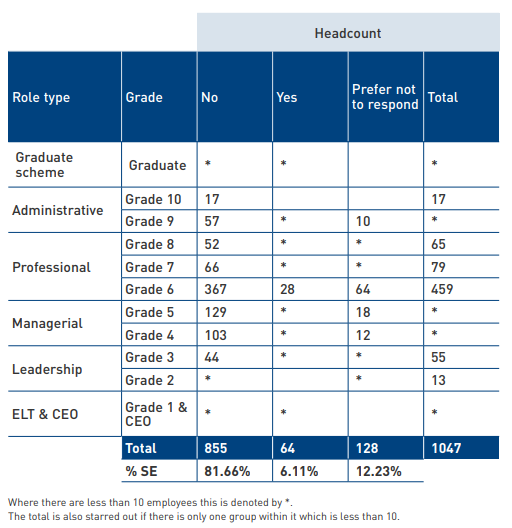 Headcount
Role type Grade No Yes Prefer not to respond Total
Graduate scheme Graduate * * *
Administrative Grade 10 17 17
Grade 9 57 * 10 *
Professional Grade 8 52 * * 65
Grade 7 66 * * 79
Grade 6 367 28 64 459
Managerial Grade 5 129 * 18 *
Grade 4 103 * 12 *
Leadership Grade 3 44 * * 55
Grade 2 * * 13
ELT & CEO Grade 1 & CEO * * *
Total 855 64 128 1047
% SE 81.66% 6.11% 12.23%
Where there are less than 10 employees this is denoted by *.
The total is also starred out if there is only one group within it which is less than 10.